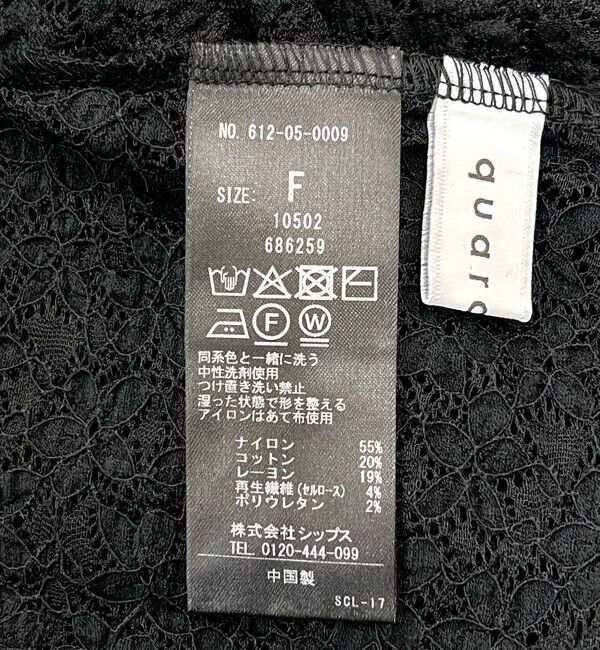 NO. 612-05-0009
SIZE: F
10502
686259
F W
同系色と一緒に洗う
中性洗剤使用
つけ置き洗い禁止
湿った状態で形を整える
アイロンはあて布使用
ナイロン 55%
コットン 20%
レーヨン 19%
再生繊維(セルロース) 4%
ポリウレタン 2%
株式会社シップス
TEL. 0120-444-099
中国製
SCL-17